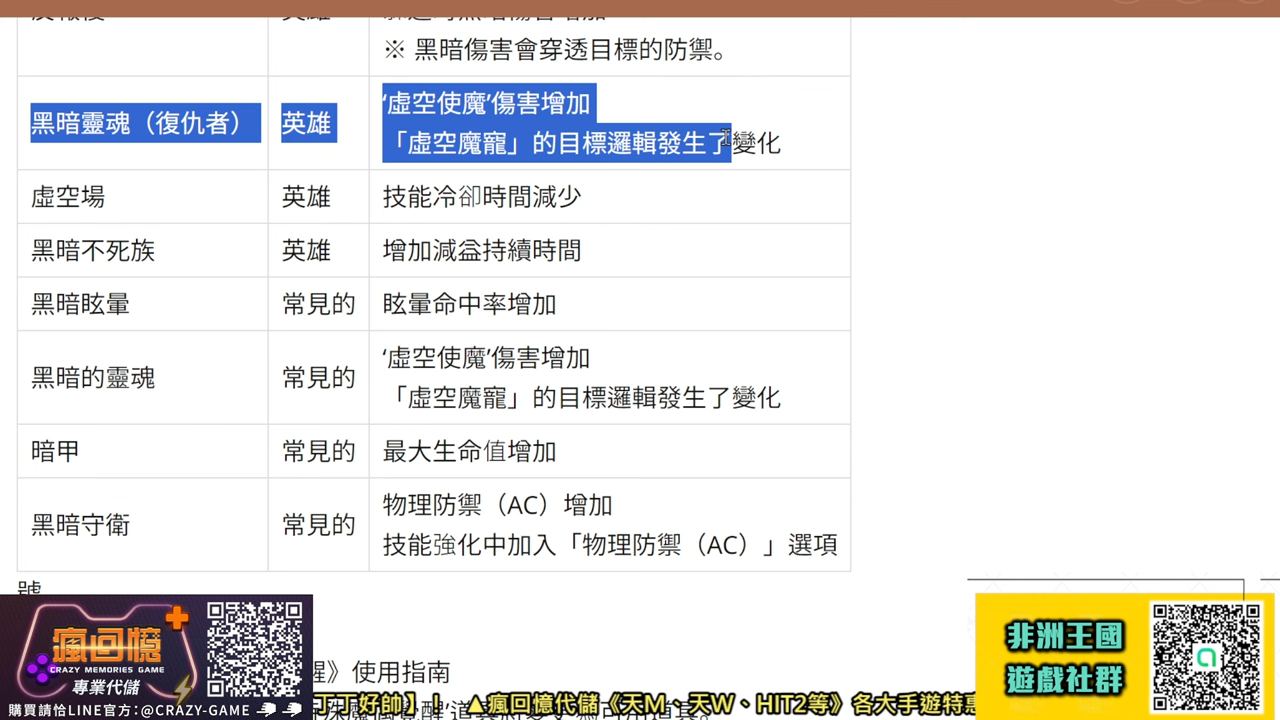 ※ 黑暗傷害會穿透目標的防禦。
黑暗靈魂（復仇者） 英雄 ‘虛空使魔’傷害增加
「虛空魔寵」的目標邏輯發生了變化
虛空場 英雄 技能冷卻時間減少
黑暗不死族 英雄 增加減益持續時間
黑暗眩暈 常見的 眩暈命中率增加
黑暗的靈魂 常見的 ‘虛空使魔’傷害增加
「虛空魔寵」的目標邏輯發生了變化
暗甲 常見的 最大生命值增加
黑暗守衛 常見的 物理防禦（AC）增加
技能強化中加入「物理防禦（AC）」選項
醒》使用指南
瘋回憶
CRAZY MEMORIES GAME
專業代儲
購買請恰LINE官方:@CRAZY-GAME
可丁好帥】！ ▲瘋回憶代儲《天M、天W、HIT2等》各大手遊特
非洲王國
遊戲社群